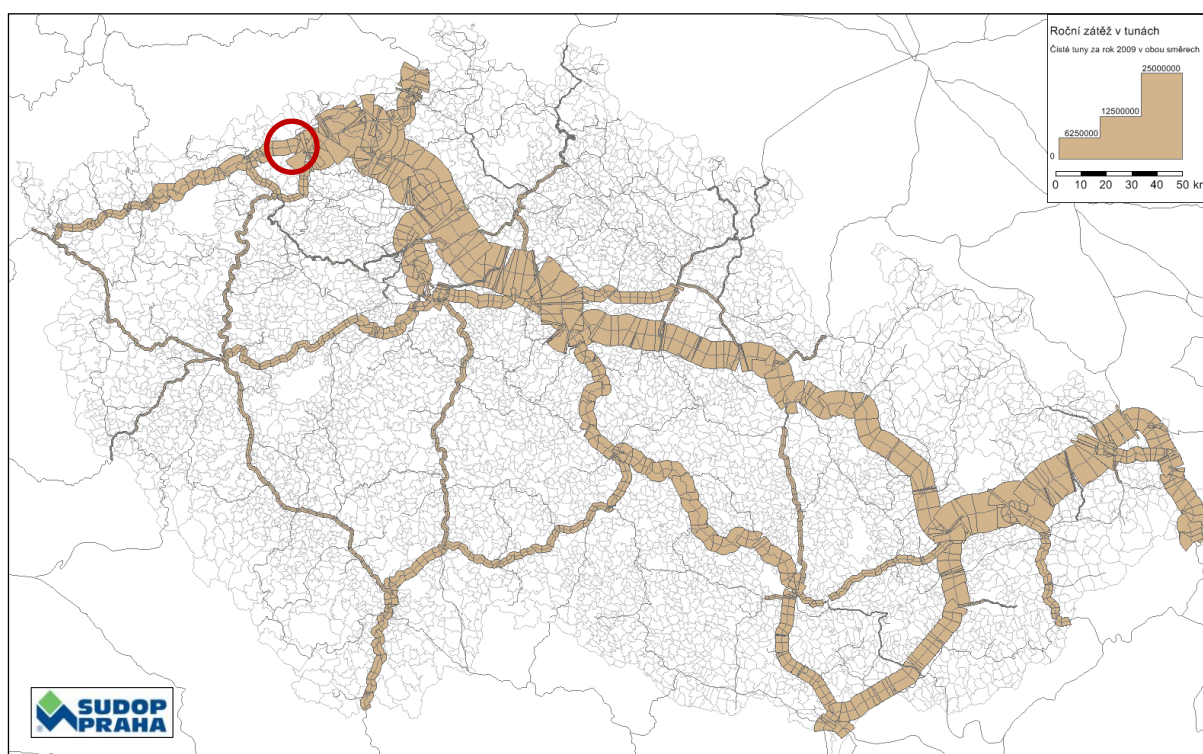 Roční zátěž v tunách
Čisté tuny za rok 2009 v obou směrech
25000000
12500000
6250000
0
0 10 20 30 40 50 km
SUDOP
PRAHA
®